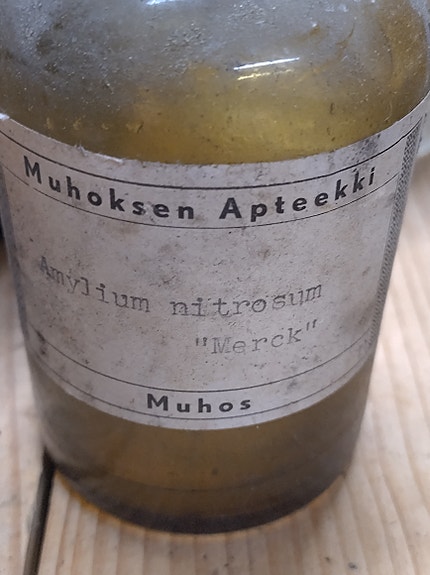 Muhoksen Apteekki
Amylium nitrosum
"Merck"
Muhos